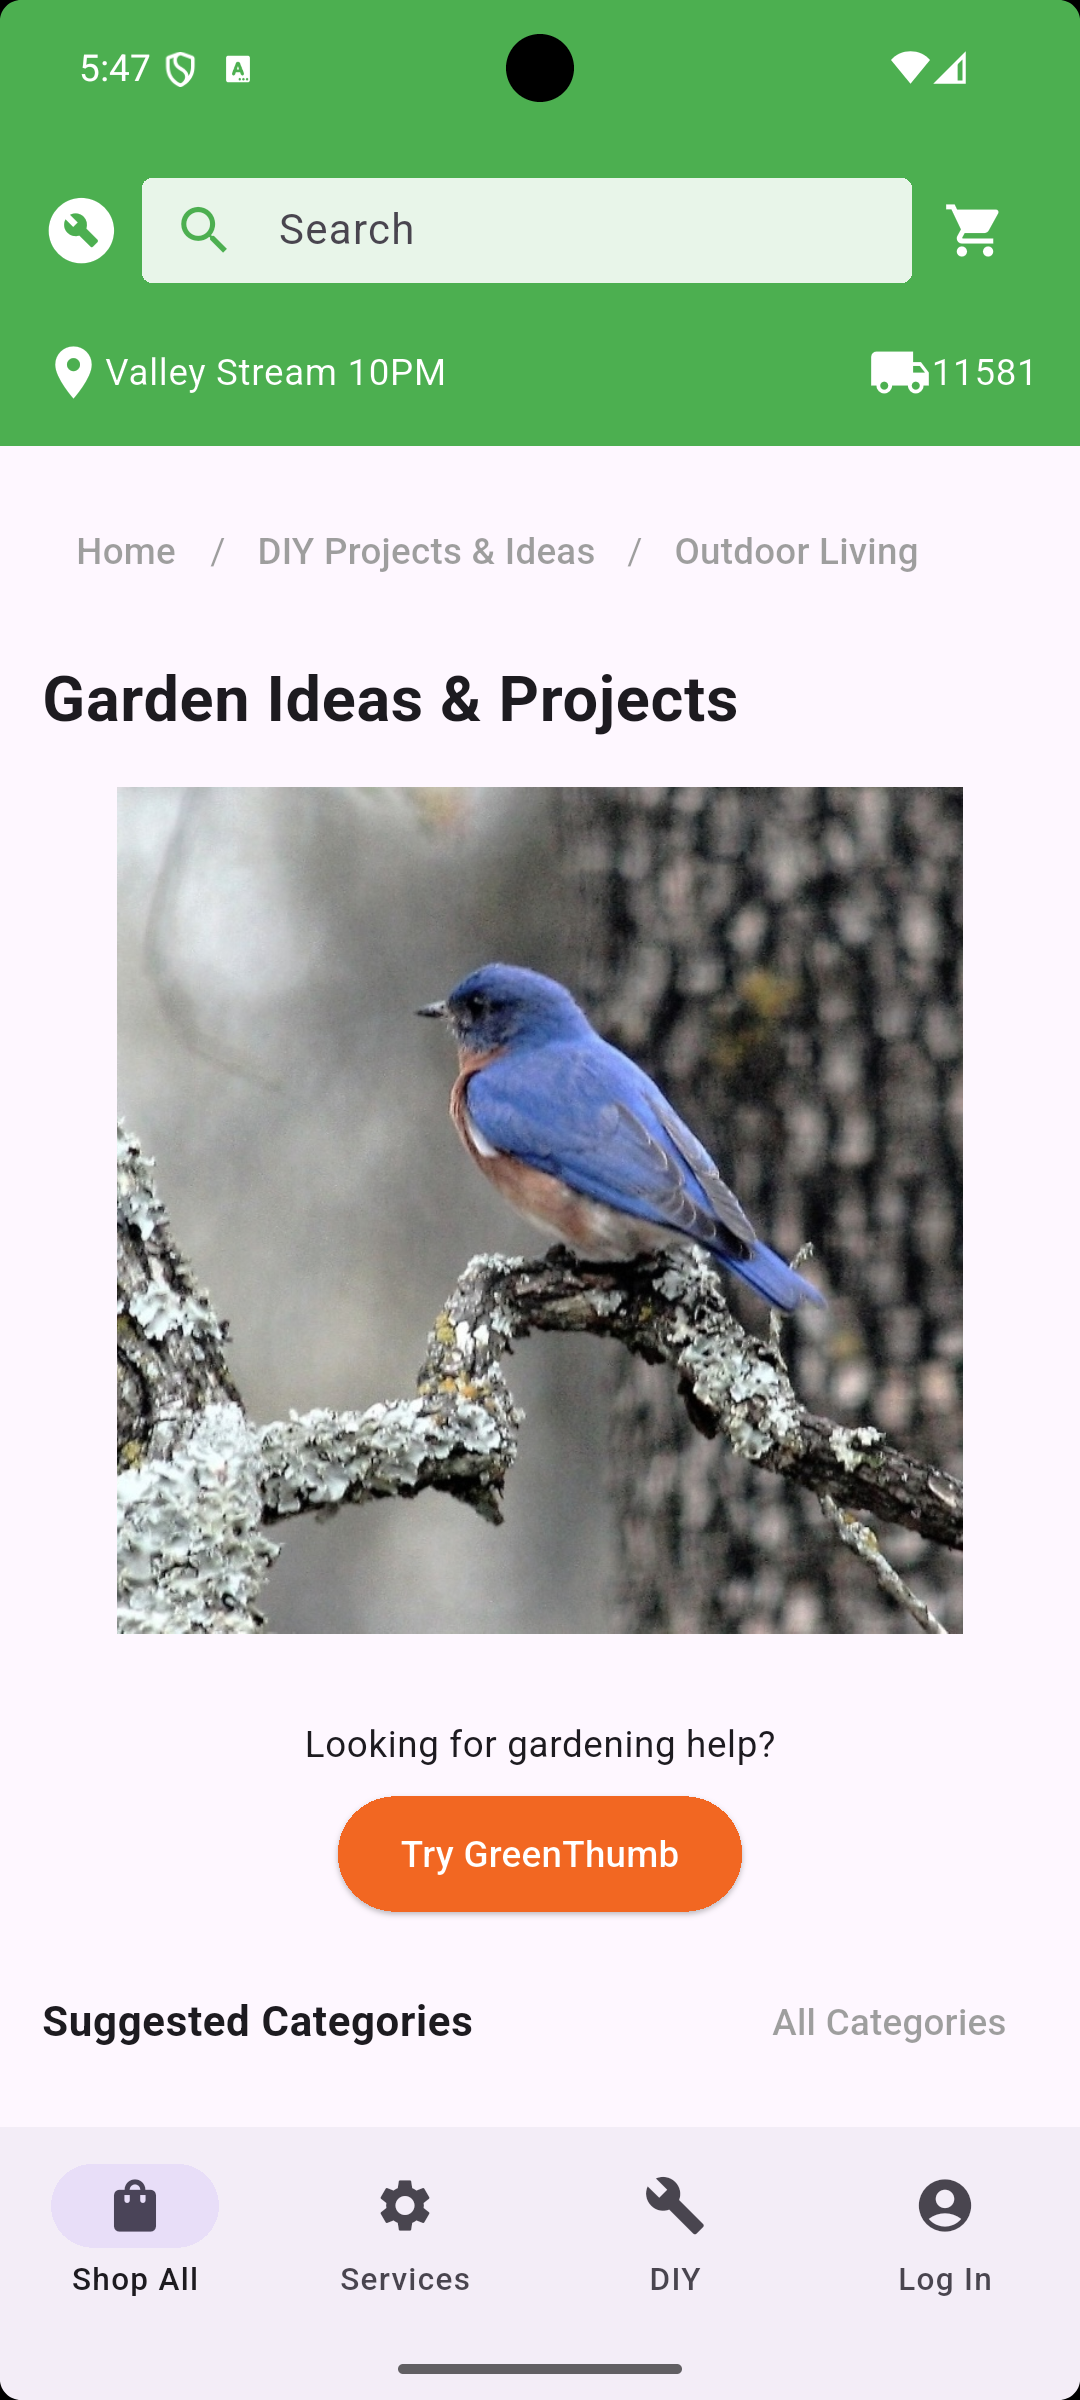 5:47
Search
Valley Stream 10PM
11581
Home / DIY Projects & Ideas / Outdoor Living
Garden Ideas & Projects
Looking for gardening help?
Try GreenThumb
Suggested Categories
All Categories
Shop All
Services
DIY
Log In